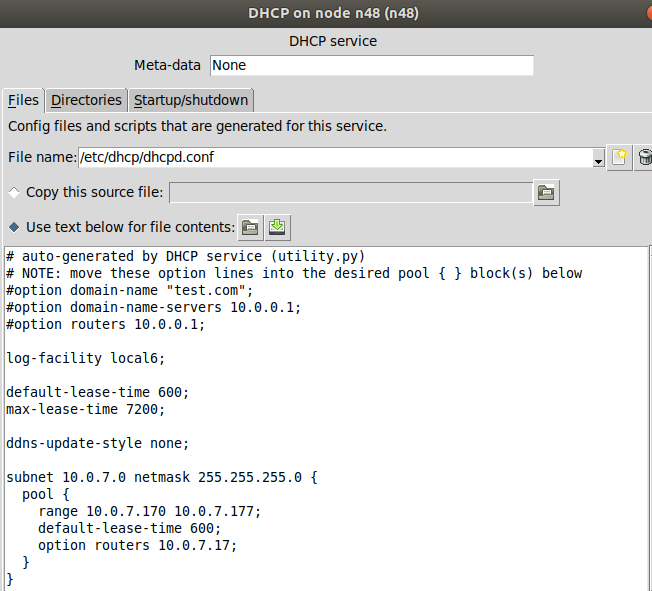 DHCP on node n48 (n48)
DHCP service
Meta-data None
Files Directories Startup/shutdown
Config files and scripts that are generated for this service.
File name: /etc/dhcp/dhcpd.conf
Copy this source file:
Use text below for file contents:
# auto-generated by DHCP service (utility.py)
# NOTE: move these option lines into the desired pool { } block(s) below
#option domain-name "test.com";
#option domain-name-servers 10.0.0.1;
#option routers 10.0.0.1;
log-facility local6;
default-lease-time 600;
max-lease-time 7200;
ddns-update-style none;
subnet 10.0.7.0 netmask 255.255.255.0 {
  pool {
    range 10.0.7.170 10.0.7.177;
    default-lease-time 600;
    option routers 10.0.7.17;
  }
}